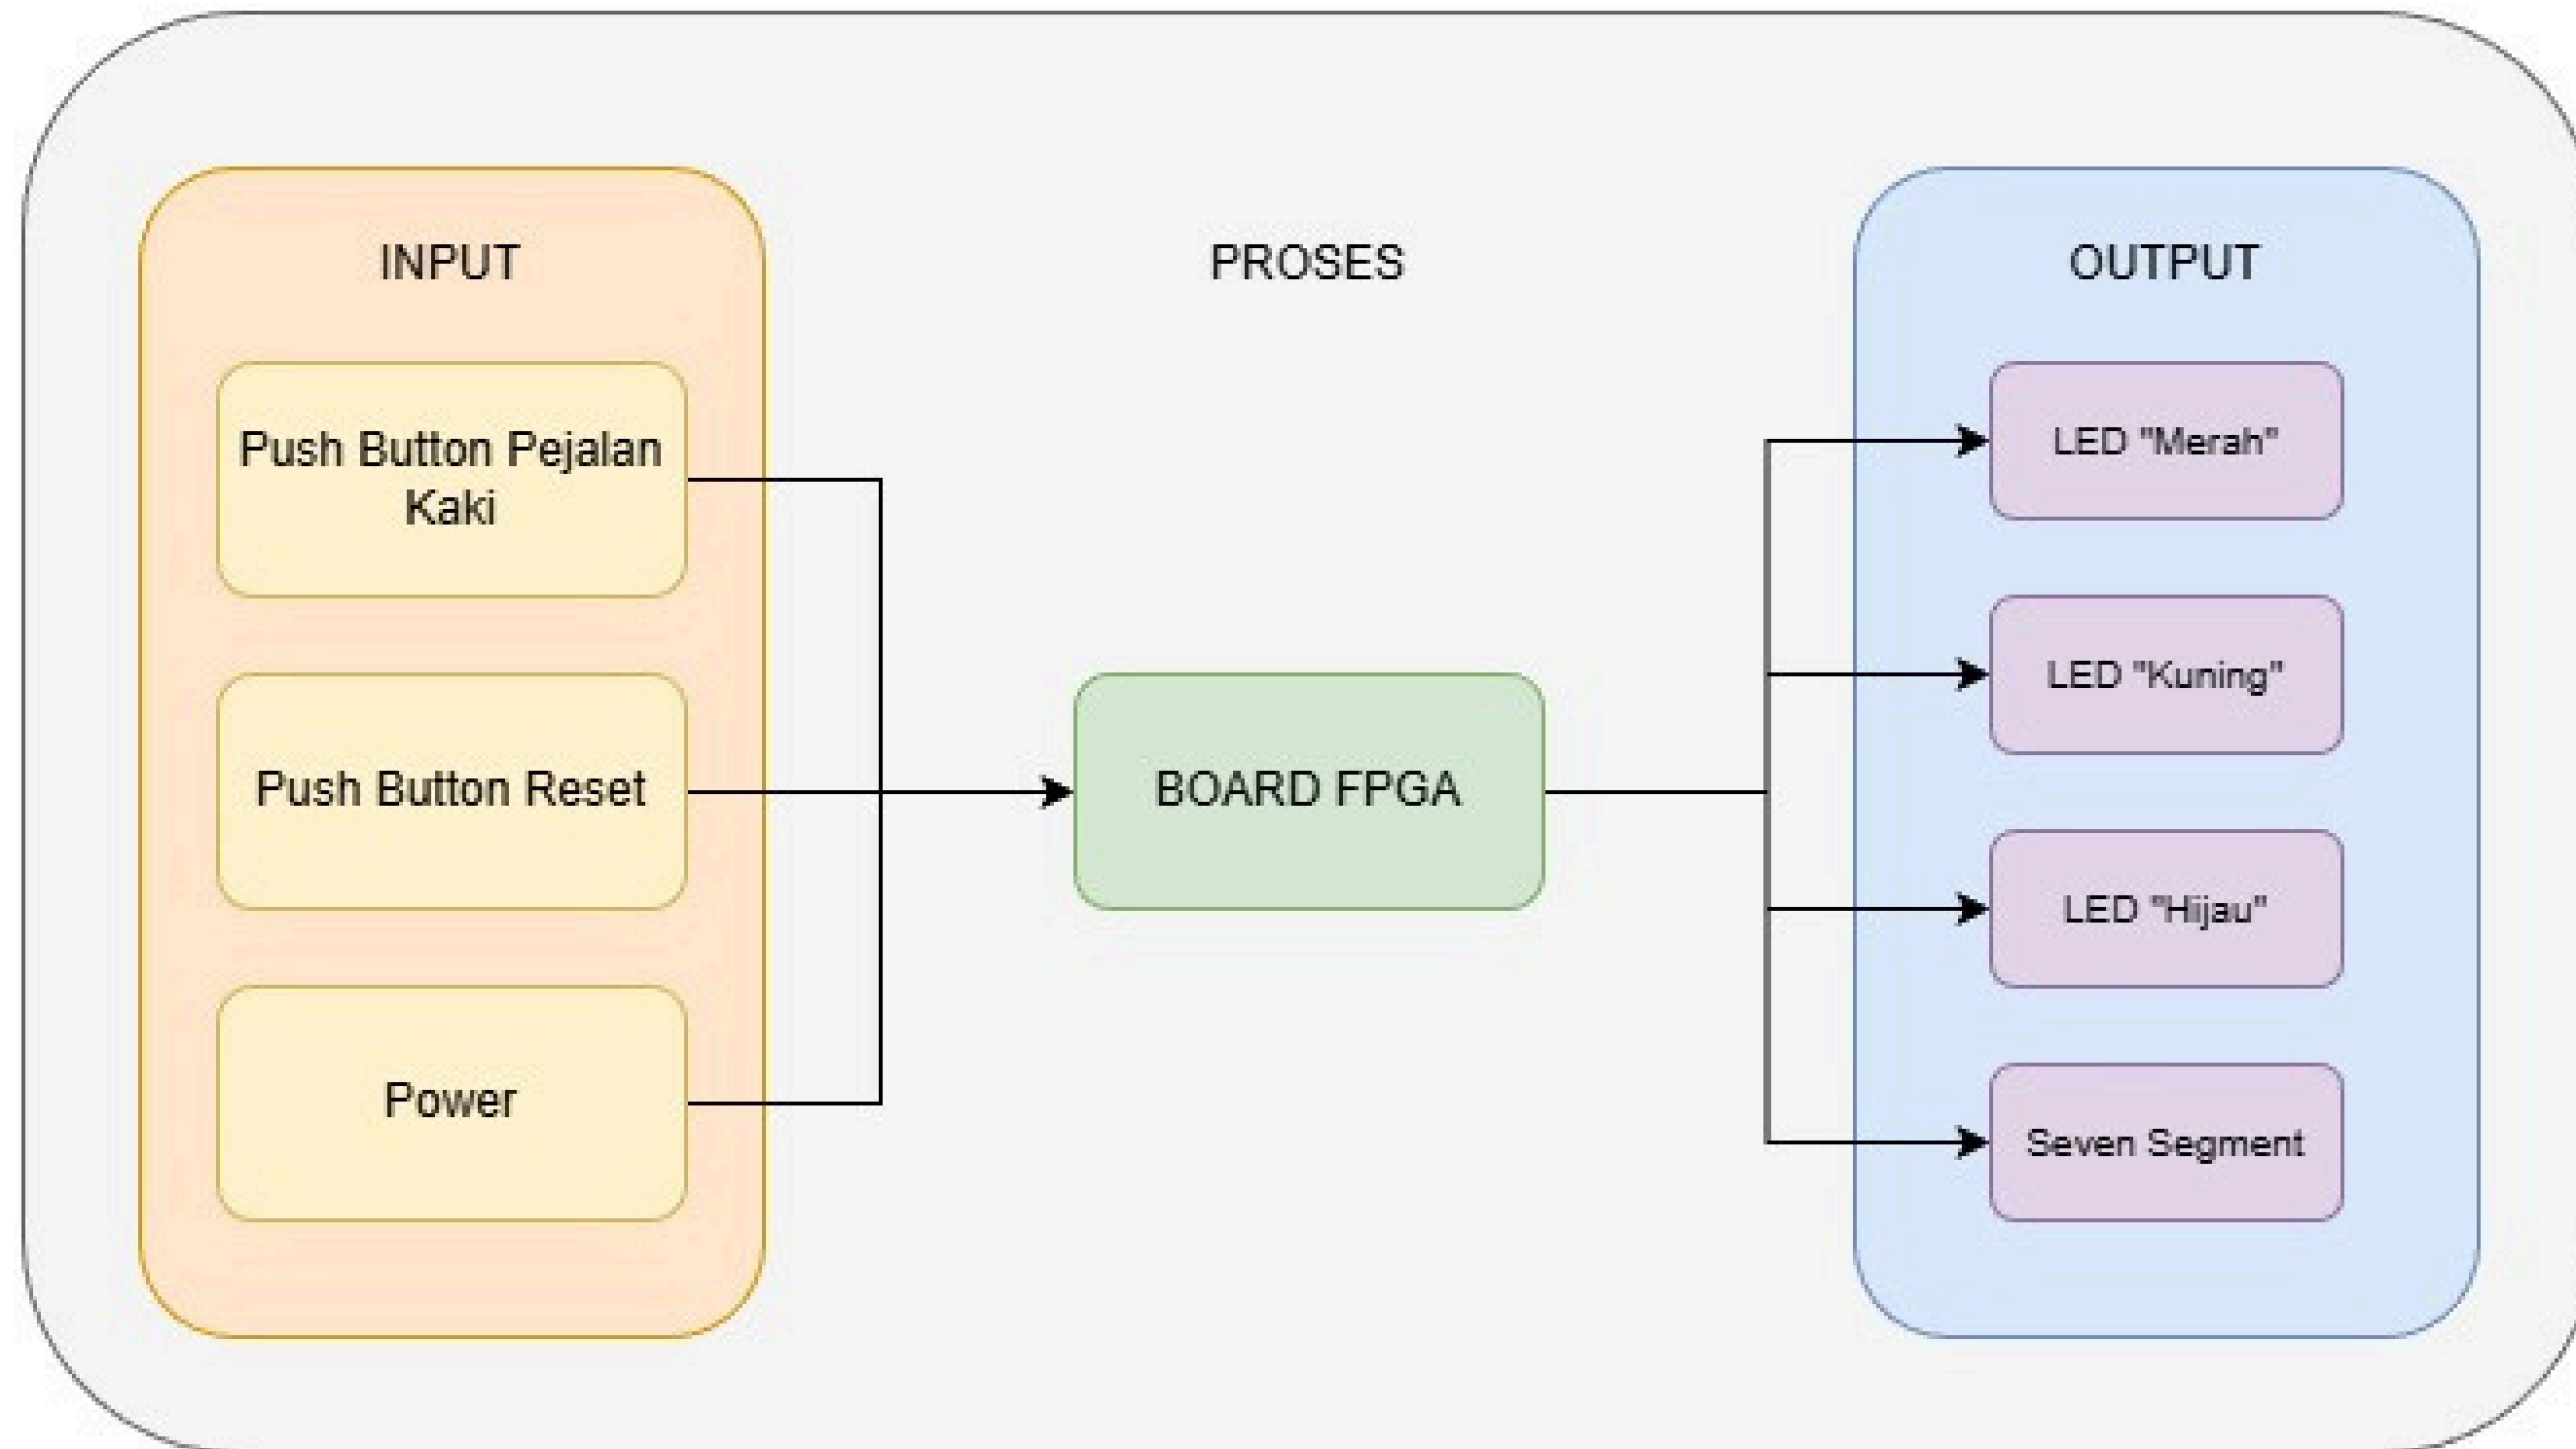 INPUT
Push Button Pejalan
Kaki
Push Button Reset
Power
PROSES
BOARD FPGA
OUTPUT
LED "Merah"
LED "Kuning"
LED "Hijau"
Seven Segment